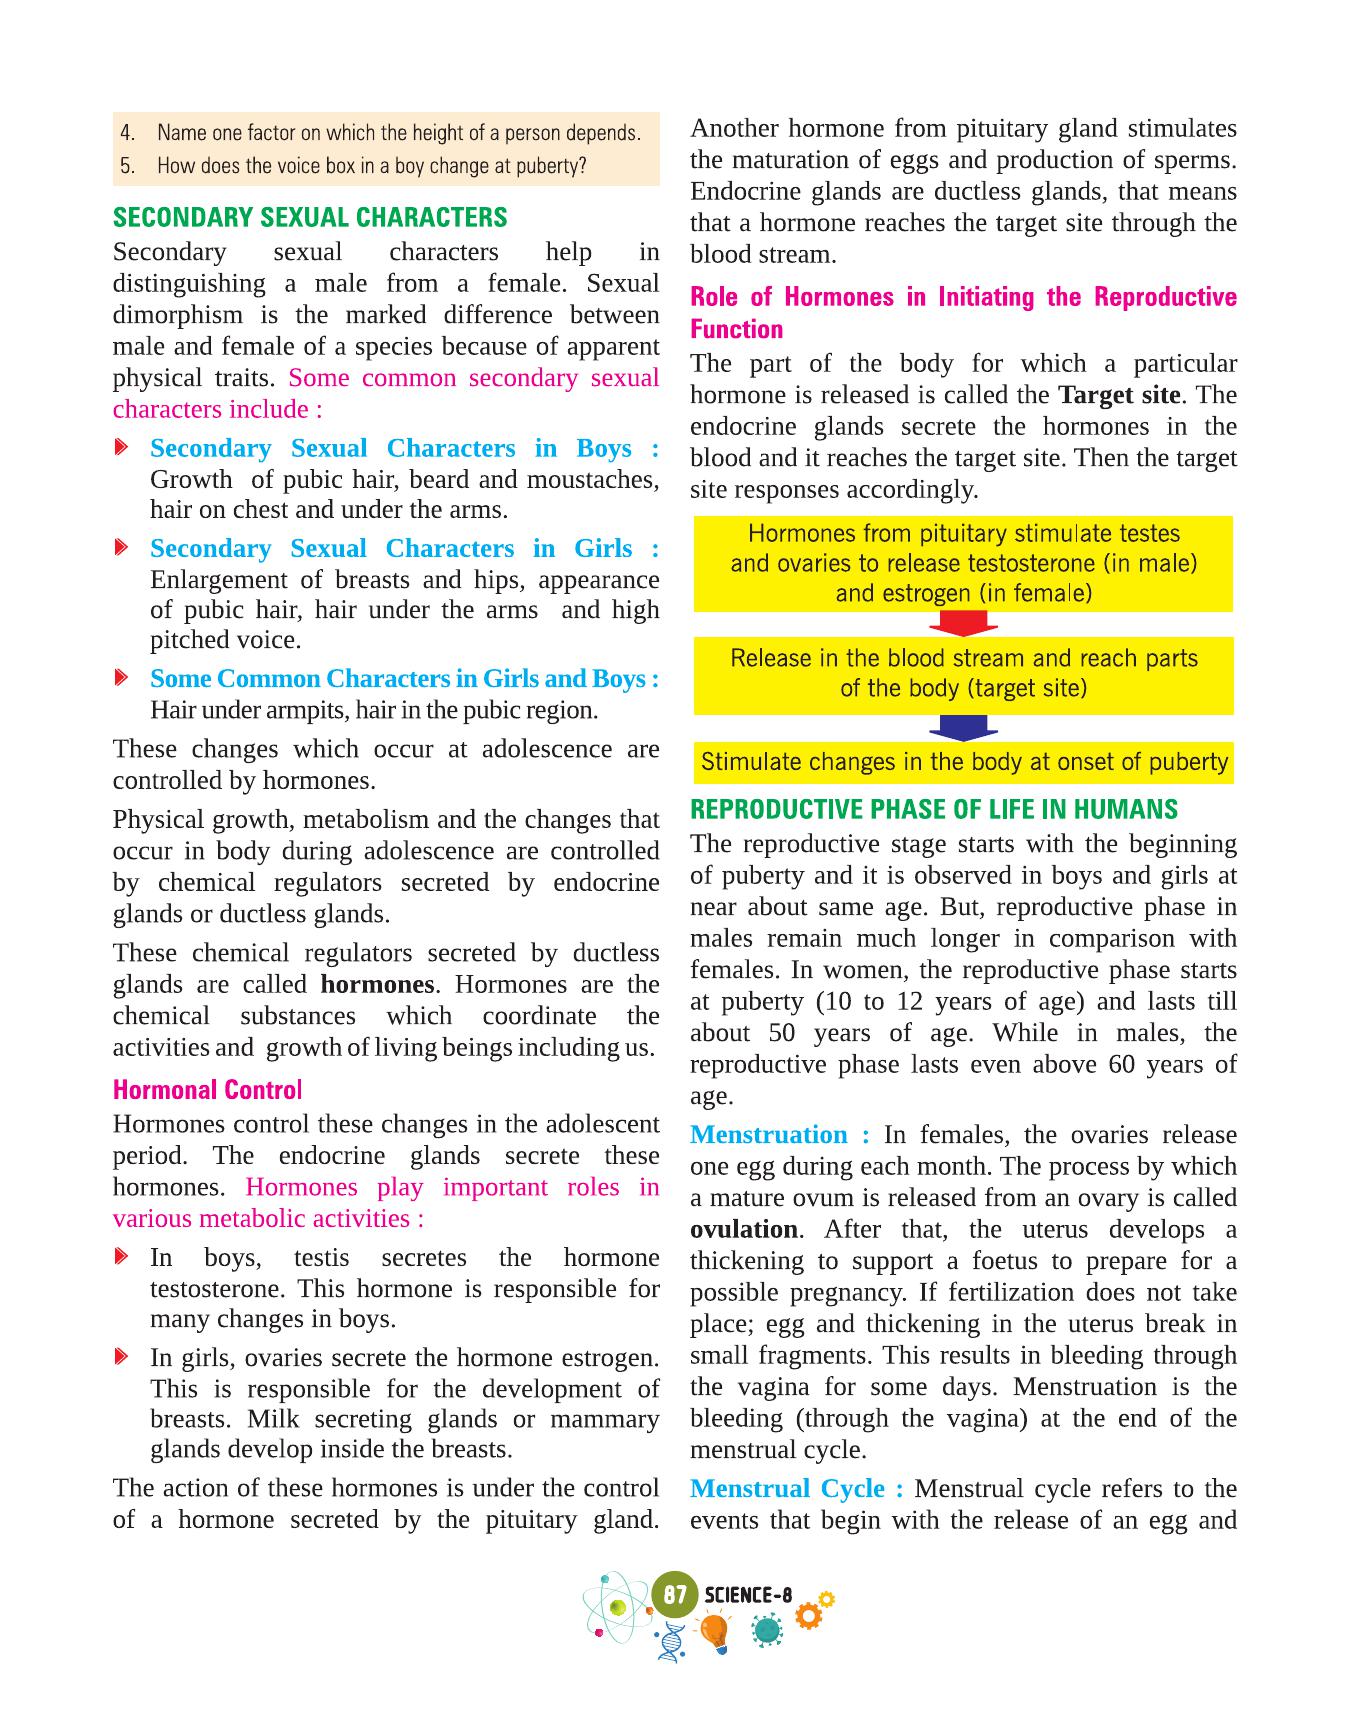 4. Name one factor on which the height of a person depends.
5. How does the voice box in a boy change at puberty?
SECONDARY SEXUAL CHARACTERS
Secondary sexual characters help in
distinguishing a male from a female. Sexual
dimorphism is the marked difference between
male and female of a species because of apparent
physical traits. Some common secondary sexual
characters include :
Secondary Sexual Characters in Boys :
Growth of pubic hair, beard and moustaches,
hair on chest and under the arms.
Secondary Sexual Characters in Girls :
Enlargement of breasts and hips, appearance
of pubic hair, hair under the arms and high
pitched voice.
Some Common Characters in Girls and Boys :
Hair under armpits, hair in the pubic region.
These changes which occur at adolescence are
controlled by hormones.
Physical growth, metabolism and the changes that
occur in body during adolescence are controlled
by chemical regulators secreted by endocrine
glands or ductless glands.
These chemical regulators secreted by ductless
glands are called hormones. Hormones are the
chemical substances which coordinate the
activities and growth of living beings including us.
Hormonal Control
Hormones control these changes in the adolescent
period. The endocrine glands secrete these
hormones. Hormones play important roles in
various metabolic activities :
In boys, testis secretes the hormone
testosterone. This hormone is responsible for
many changes in boys.
In girls, ovaries secrete the hormone estrogen.
This is responsible for the development of
breasts. Milk secreting glands or mammary
glands develop inside the breasts.
The action of these hormones is under the control
of a hormone secreted by the pituitary gland.
Another hormone from pituitary gland stimulates
the maturation of eggs and production of sperms.
Endocrine glands are ductless glands, that means
that a hormone reaches the target site through the
blood stream.
Role of Hormones in Initiating the Reproductive
Function
The part of the body for which a particular
hormone is released is called the Target site. The
endocrine glands secrete the hormones in the
blood and it reaches the target site. Then the target
site responses accordingly.
Hormones from pituitary stimulate testes
and ovaries to release testosterone (in male)
and estrogen (in female)
Release in the blood stream and reach parts
of the body (target site)
Stimulate changes in the body at onset of puberty
REPRODUCTIVE PHASE OF LIFE IN HUMANS
The reproductive stage starts with the beginning
of puberty and it is observed in boys and girls at
near about same age. But, reproductive phase in
males remain much longer in comparison with
females. In women, the reproductive phase starts
at puberty (10 to 12 years of age) and lasts till
about 50 years of age. While in males, the
reproductive phase lasts even above 60 years of
age.
Menstruation : In females, the ovaries release
one egg during each month. The process by which
a mature ovum is released from an ovary is called
ovulation. After that, the uterus develops a
thickening to support a foetus to prepare for a
possible pregnancy. If fertilization does not take
place; egg and thickening in the uterus break in
small fragments. This results in bleeding through
the vagina for some days. Menstruation is the
bleeding (through the vagina) at the end of the
menstrual cycle.
Menstrual Cycle : Menstrual cycle refers to the
events that begin with the release of an egg and
87 SCIENCE-8